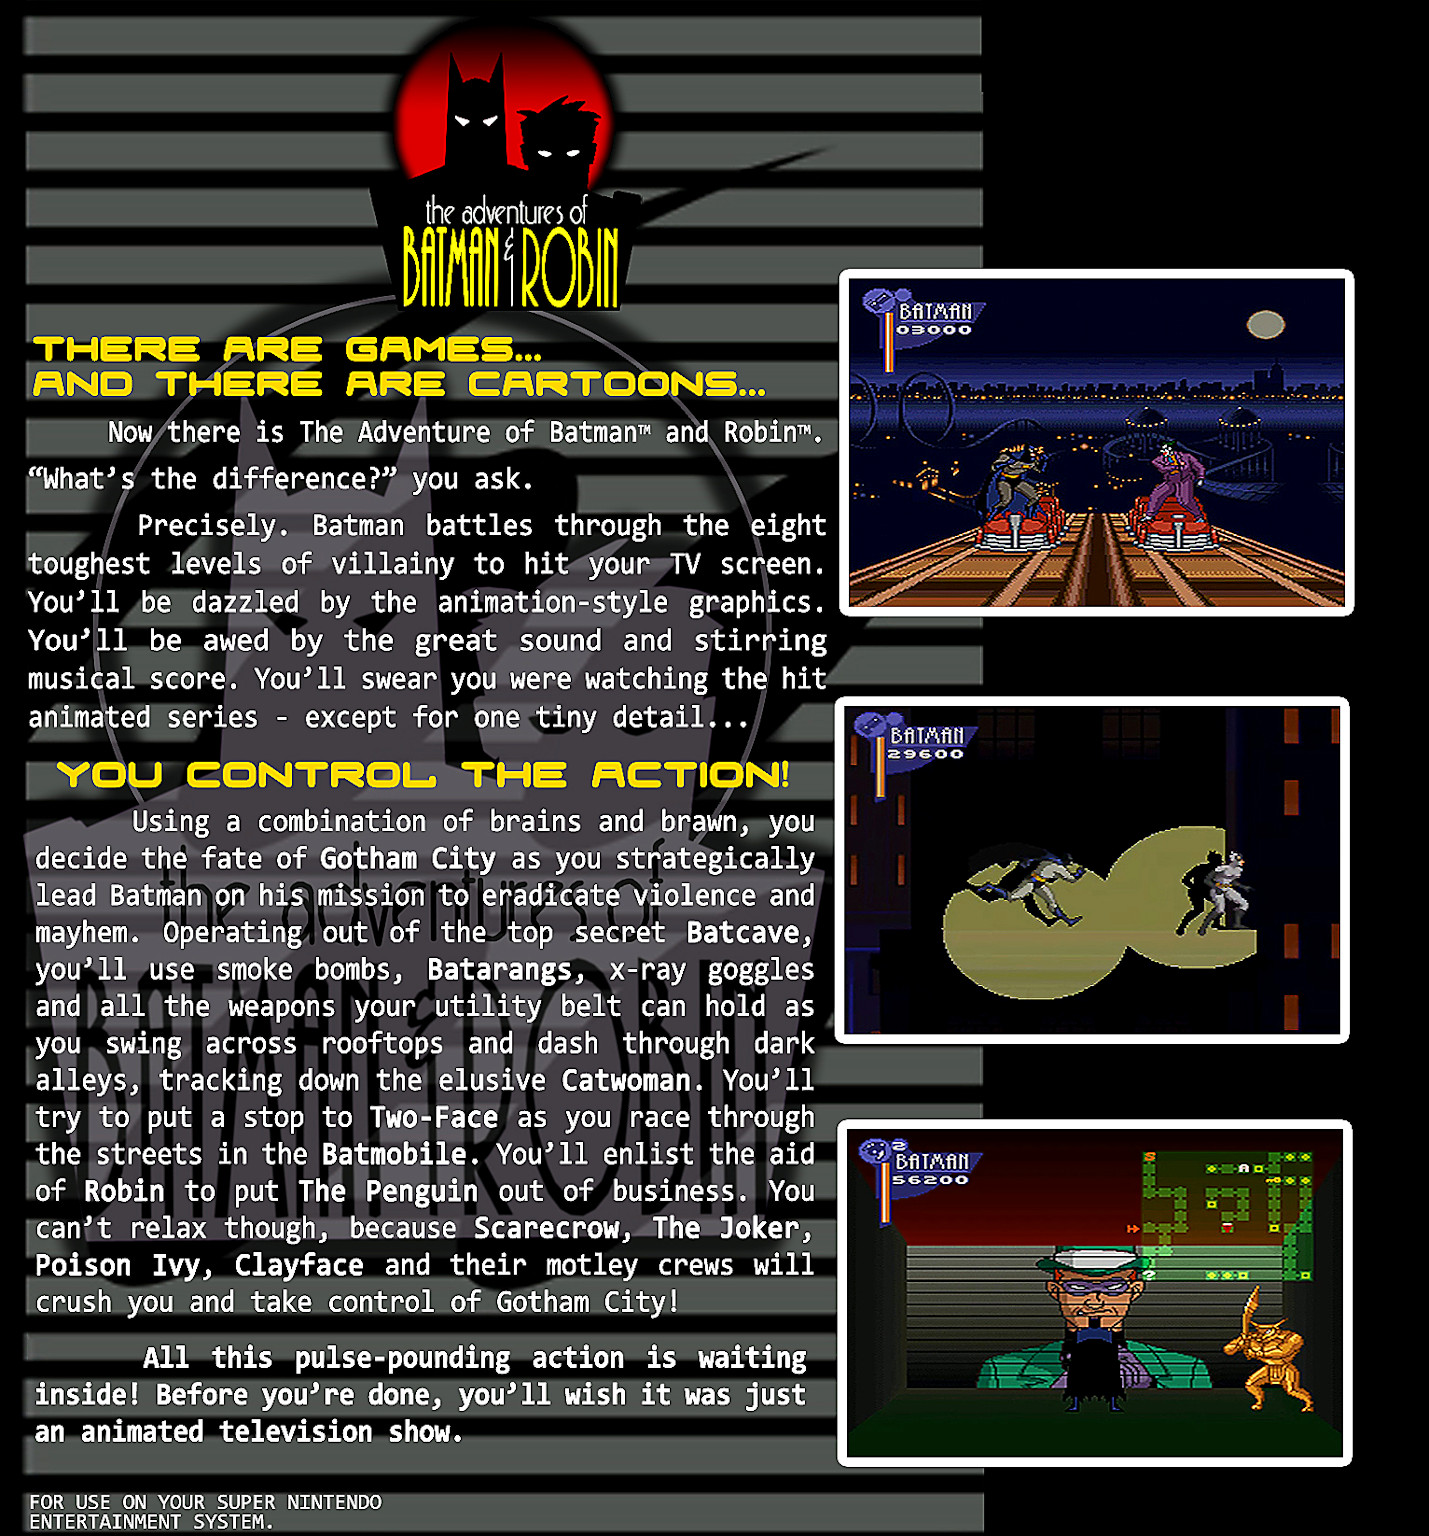 the adventures of
BATMAN & ROBIN
THERE ARE GAMES...
AND THERE ARE CARTOONS...
Now there is The Adventure of Batman™ and Robin™.
“What’s the difference?” you ask.
Precisely. Batman battles through the eight
toughest levels of villainy to hit your TV screen.
You’ll be dazzled by the animation-style graphics.
You’ll be awed by the great sound and stirring
musical score. You’ll swear you were watching the hit
animated series - except for one tiny detail...
YOU CONTROL THE ACTION!
Using a combination of brains and brawn, you
decide the fate of Gotham City as you strategically
lead Batman on his mission to eradicate violence and
mayhem. Operating out of the top secret Batcave,
you’ll use smoke bombs, Batarangs, x-ray goggles
and all the weapons your utility belt can hold as
you swing across rooftops and dash through dark
alleys, tracking down the elusive Catwoman. You’ll
try to put a stop to Two-Face as you race through
the streets in the Batmobile. You’ll enlist the aid
of Robin to put The Penguin out of business. You
can’t relax though, because Scarecrow, The Joker,
Poison Ivy, Clayface and their motley crews will
crush you and take control of Gotham City!
All this pulse-pounding action is waiting
inside! Before you’re done, you’ll wish it was just
an animated television show.
FOR USE ON YOUR SUPER NINTENDO
ENTERTAINMENT SYSTEM.
the adventures of
BATMAN & ROBIN
BATMAN
03000
BATMAN
29600
2
BATMAN
56200
S
A
?